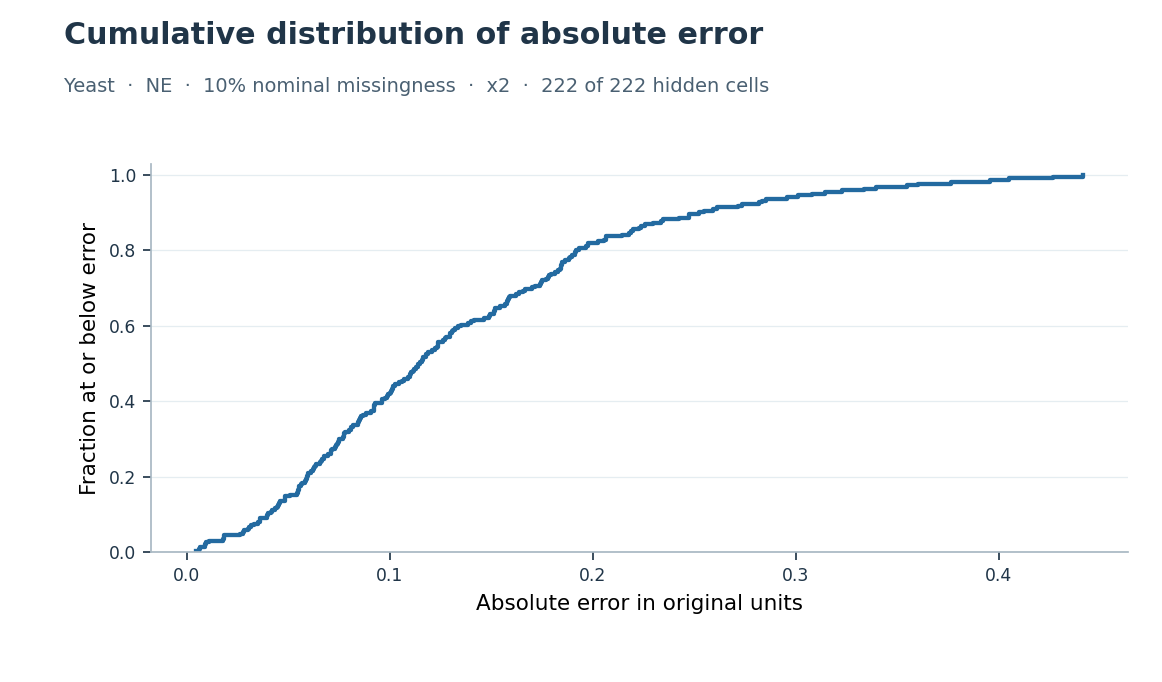 Cumulative distribution of absolute error
Yeast · NE · 10% nominal missingness · x2 · 222 of 222 hidden cells
Fraction at or below error
1.0
0.8
0.6
0.4
0.2
0.0
0.0 0.1 0.2 0.3 0.4
Absolute error in original units